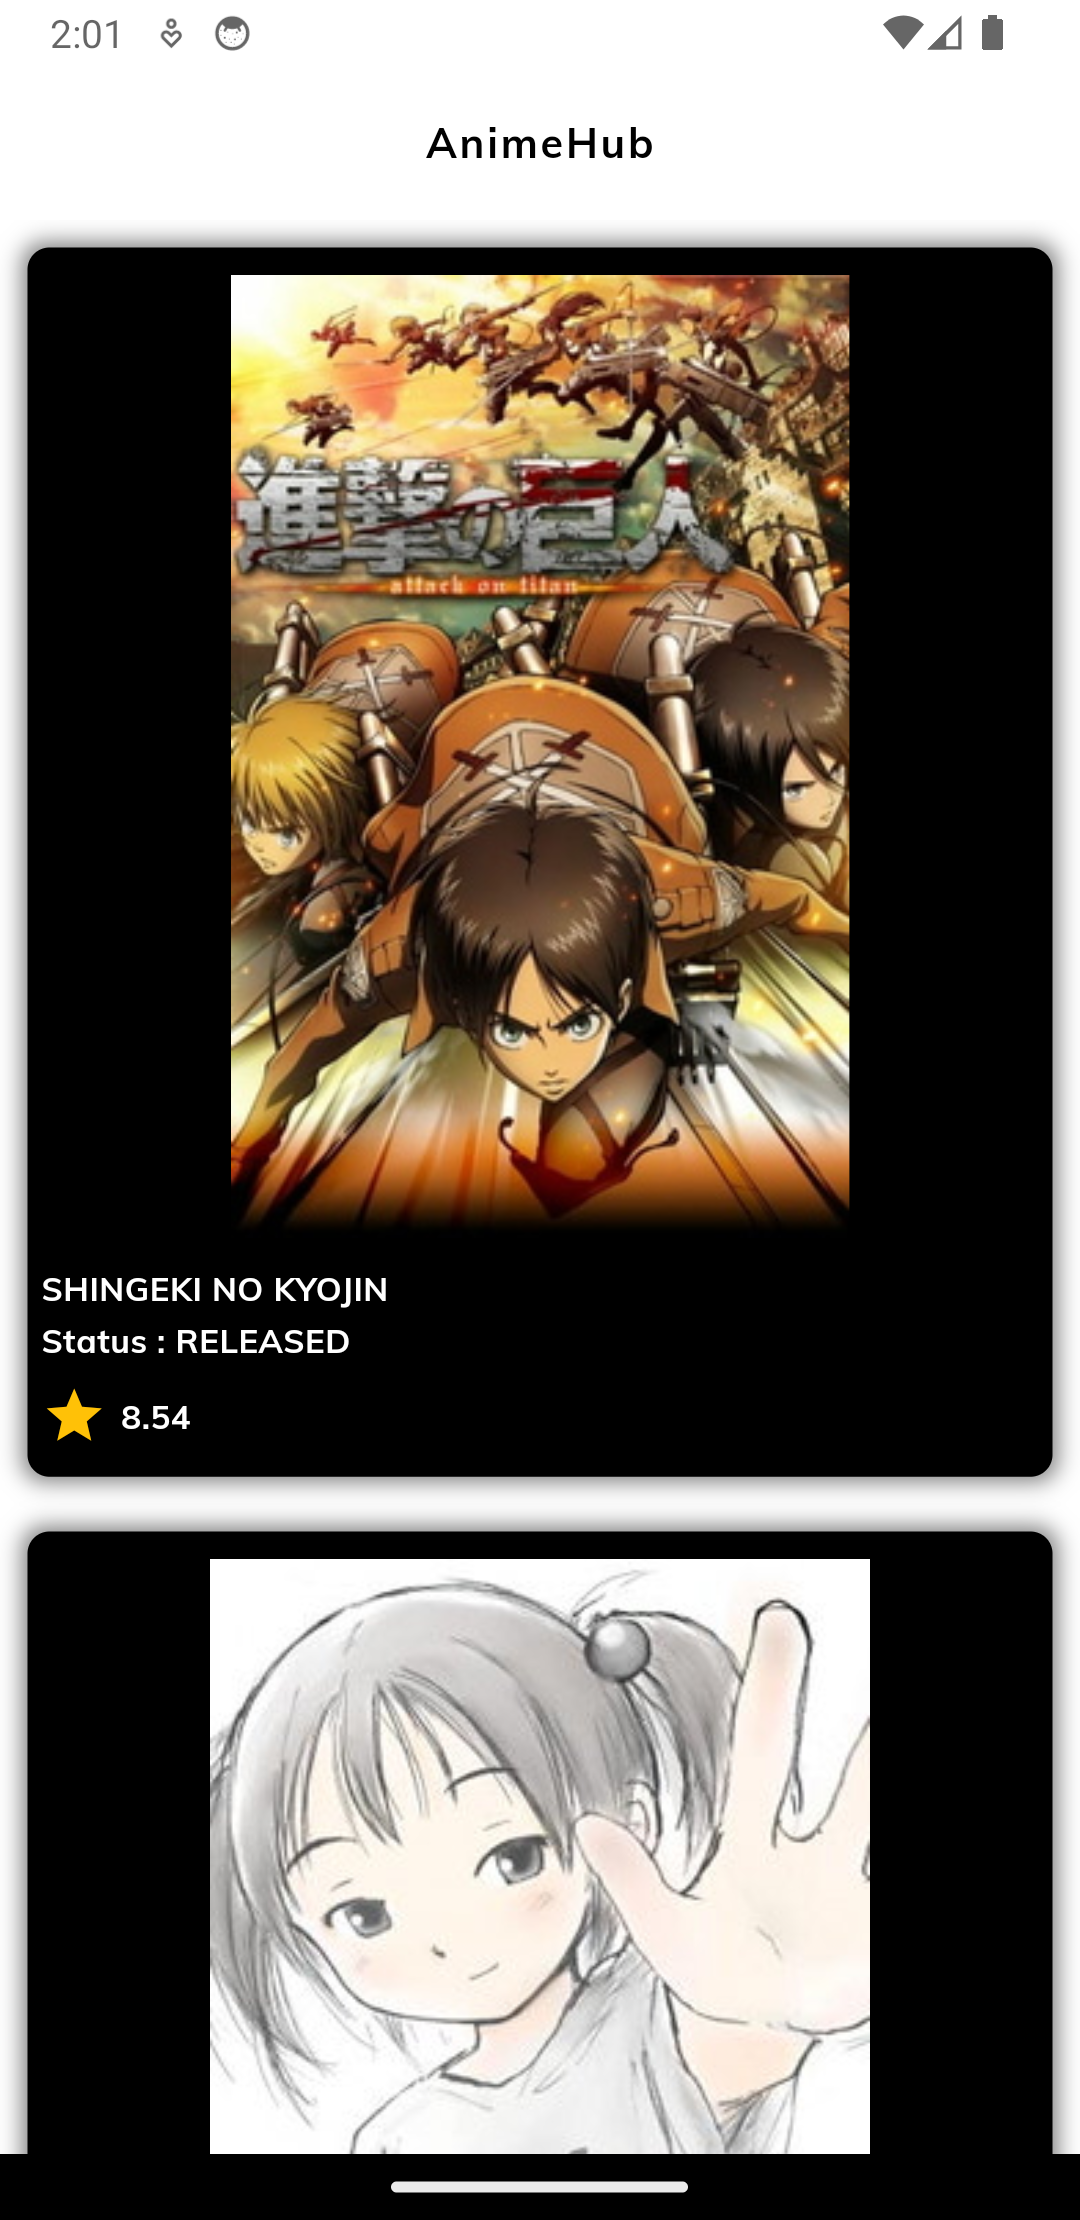 2:01
AnimeHub
進撃の巨人
attack on titan
SHINGEKI NO KYOJIN
Status : RELEASED
8.54